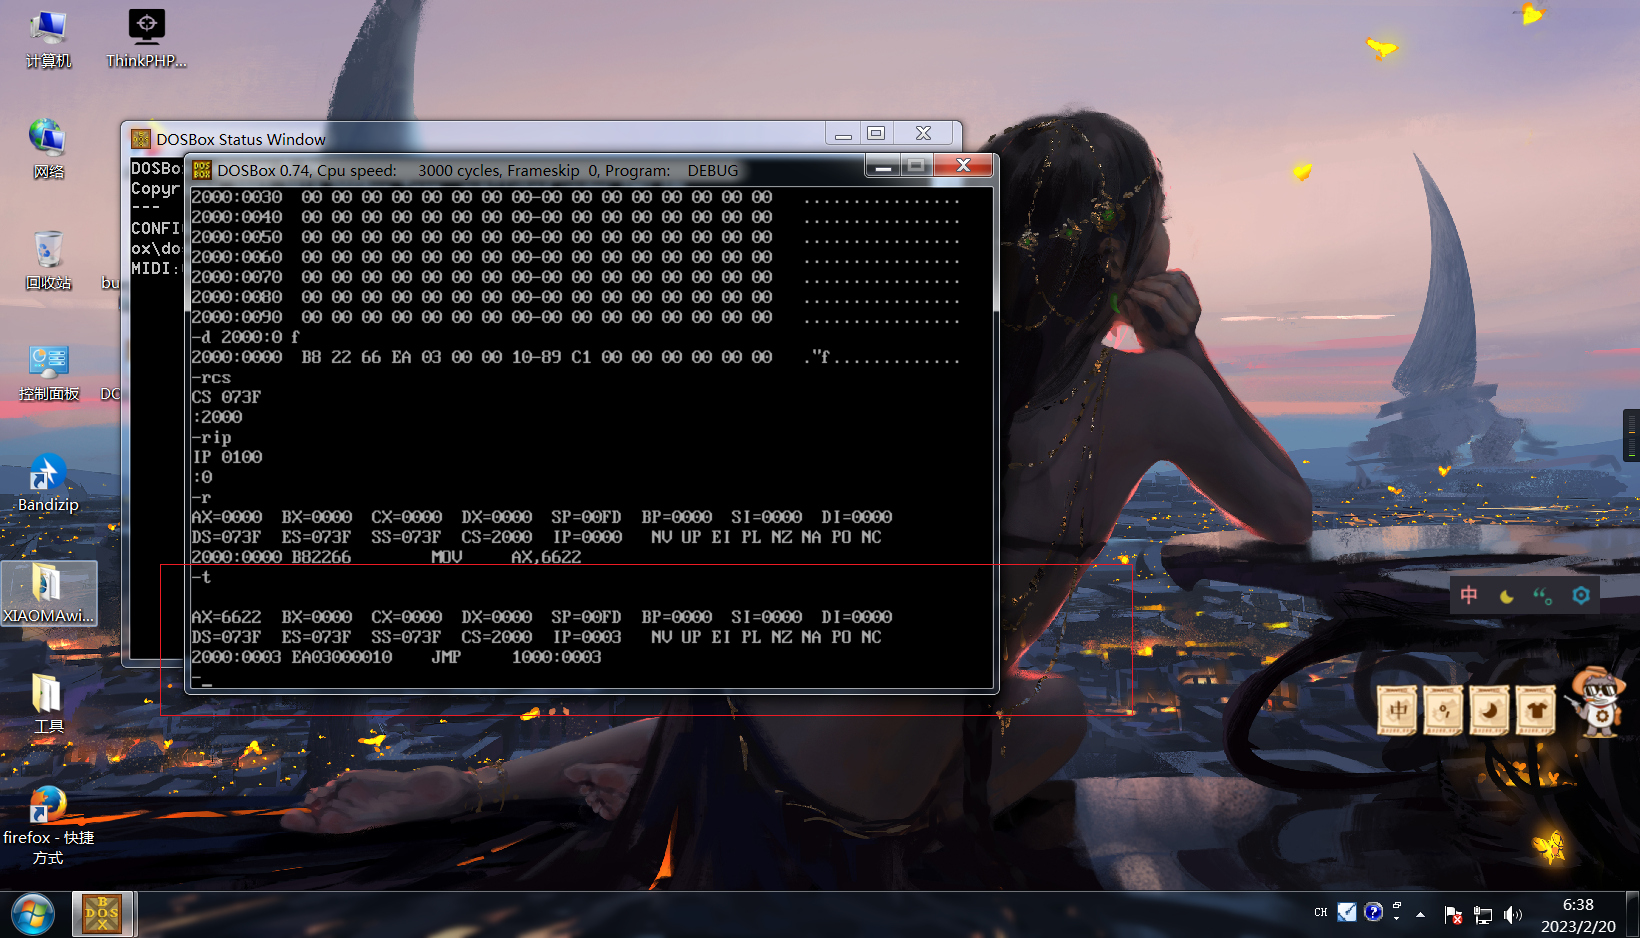 计算机
ThinkPHP...
网络
回收站
bu
控制面板
DC
Bandizip
XIAOMAwi...
工具
firefox - 快捷
方式
DOSBox Status Window
DOSBo
Copyr
---
CONFI
ox\do
MIDI:
DOSBox 0.74, Cpu speed: 3000 cycles, Frameskip 0, Program: DEBUG
2000:0030 00 00 00 00 00 00 00 00-00 00 00 00 00 00 00 00 ................
2000:0040 00 00 00 00 00 00 00 00-00 00 00 00 00 00 00 00 ................
2000:0050 00 00 00 00 00 00 00 00-00 00 00 00 00 00 00 00 ................
2000:0060 00 00 00 00 00 00 00 00-00 00 00 00 00 00 00 00 ................
2000:0070 00 00 00 00 00 00 00 00-00 00 00 00 00 00 00 00 ................
2000:0080 00 00 00 00 00 00 00 00-00 00 00 00 00 00 00 00 ................
2000:0090 00 00 00 00 00 00 00 00-00 00 00 00 00 00 00 00 ................
-d 2000:0 f
2000:0000 B8 22 66 EA 03 00 00 10-89 C1 00 00 00 00 00 00 ."f.............
-rcs
CS 073F
:2000
-rip
IP 0100
:0
-r
AX=0000 BX=0000 CX=0000 DX=0000 SP=00FD BP=0000 SI=0000 DI=0000
DS=073F ES=073F SS=073F CS=2000 IP=0000 NV UP EI PL NZ NA PO NC
2000:0000 B82266 MOV AX,6622
-t
AX=6622 BX=0000 CX=0000 DX=0000 SP=00FD BP=0000 SI=0000 DI=0000
DS=073F ES=073F SS=073F CS=2000 IP=0003 NV UP EI PL NZ NA PO NC
2000:0003 EA03000010 JMP 1000:0003
-_
中
中
CH
6:38
2023/2/20